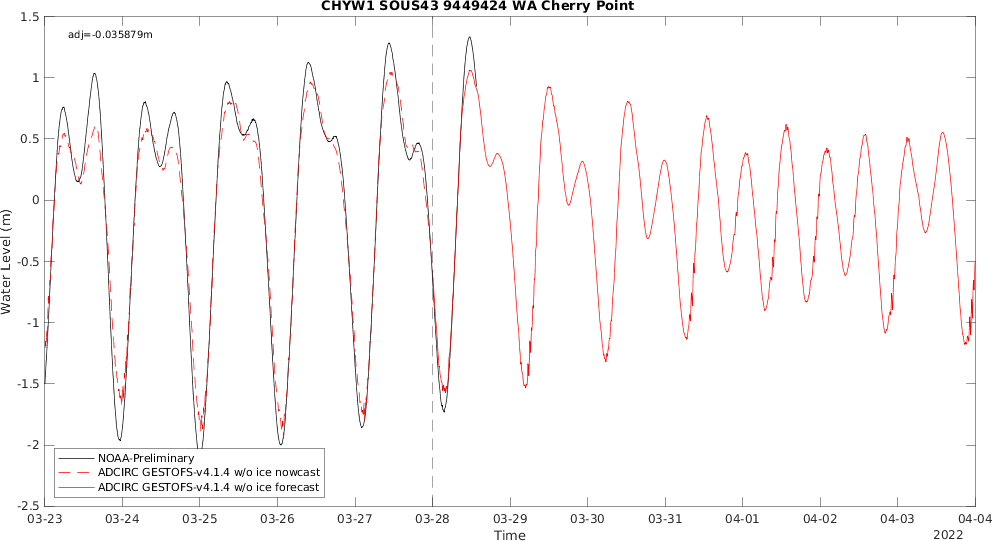 CHYW1 SOUS43 9449424 WA Cherry Point
adj=-0.035879m
1.5
1
0.5
0
-0.5
-1
-1.5
-2
-2.5
Water Level (m)
NOAA-Preliminary
ADCIRC GESTOFS-v4.1.4 w/o ice nowcast
ADCIRC GESTOFS-v4.1.4 w/o ice forecast
03-23 03-24 03-25 03-26 03-27 03-28 03-29 03-30 03-31 04-01 04-02 04-03 04-04
Time
2022